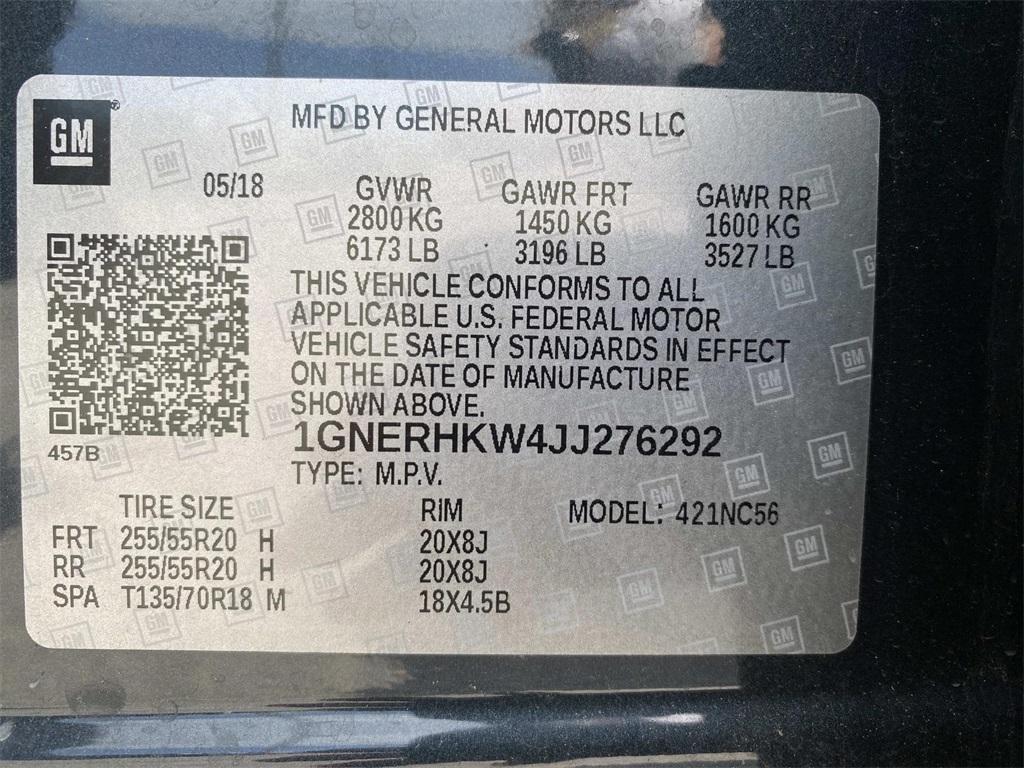 GM
MFD BY GENERAL MOTORS LLC
05/18 GVWR GAWR FRT GAWR RR
2800 KG 1450 KG 1600 KG
6173 LB 3196 LB 3527 LB
THIS VEHICLE CONFORMS TO ALL
APPLICABLE U.S. FEDERAL MOTOR
VEHICLE SAFETY STANDARDS IN EFFECT
ON THE DATE OF MANUFACTURE
SHOWN ABOVE.
1GNERHKW4JJ276292
457B
TYPE: M.P.V.
TIRE SIZE RIM MODEL: 421NC56
FRT 255/55R20 H 20X8J
RR 255/55R20 H 20X8J
SPA T135/70R18 M 18X4.5B